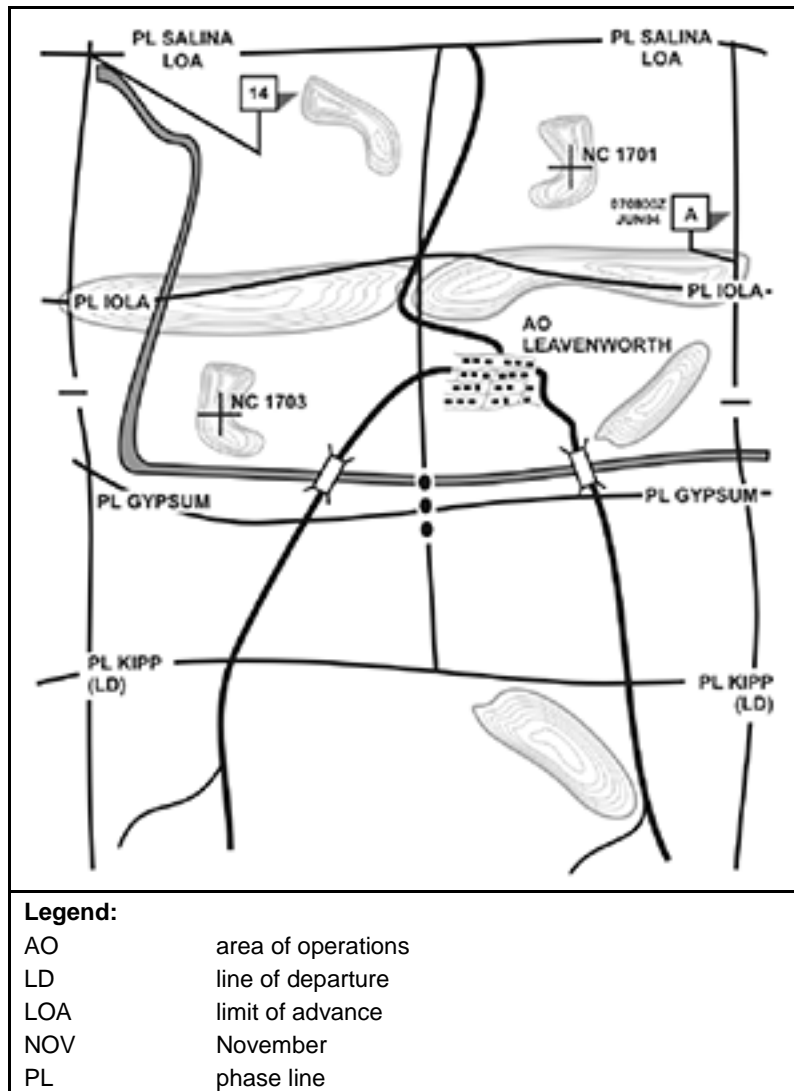 PL SALINA
LOA
PL SALINA
LOA
14
NC 1701
A
PL IOLA
PL IOLA
AO
LEAVENWORTH
NC 1703
PL GYPSUM
PL GYPSUM
PL KIPP
(LD)
PL KIPP
(LD)
Legend:
AO area of operations
LD line of departure
LOA limit of advance
NOV November
PL phase line